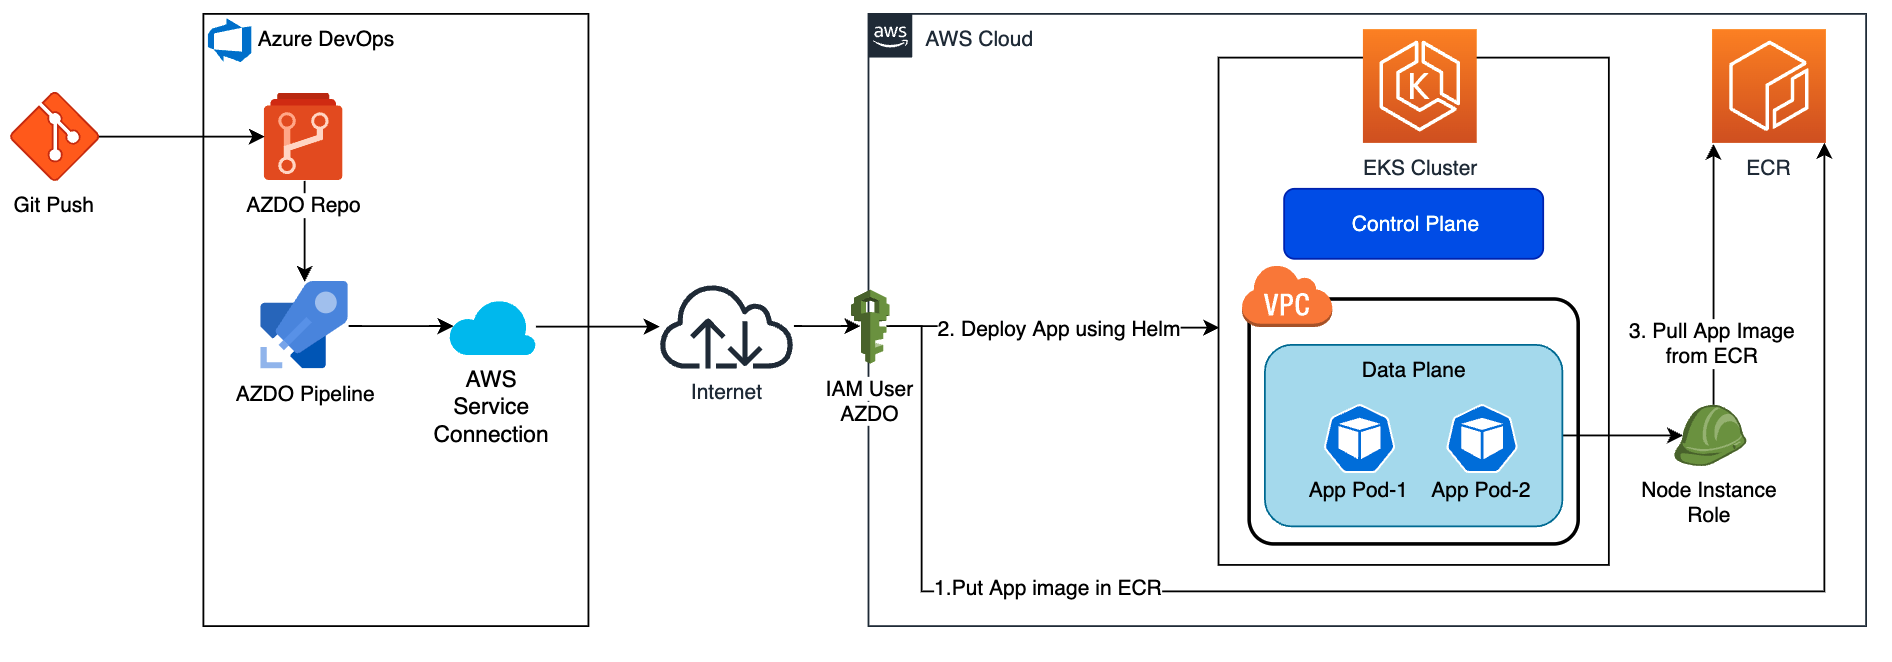 Azure DevOps
Git Push
AZDO Repo
AZDO Pipeline
AWS
Service
Connection
Internet
IAM User
AZDO
aws
AWS Cloud
EKS Cluster
K
Control Plane
VPC
Data Plane
App Pod-1
App Pod-2
2. Deploy App using Helm
1.Put App image in ECR
ECR
3. Pull App Image
from ECR
Node Instance
Role